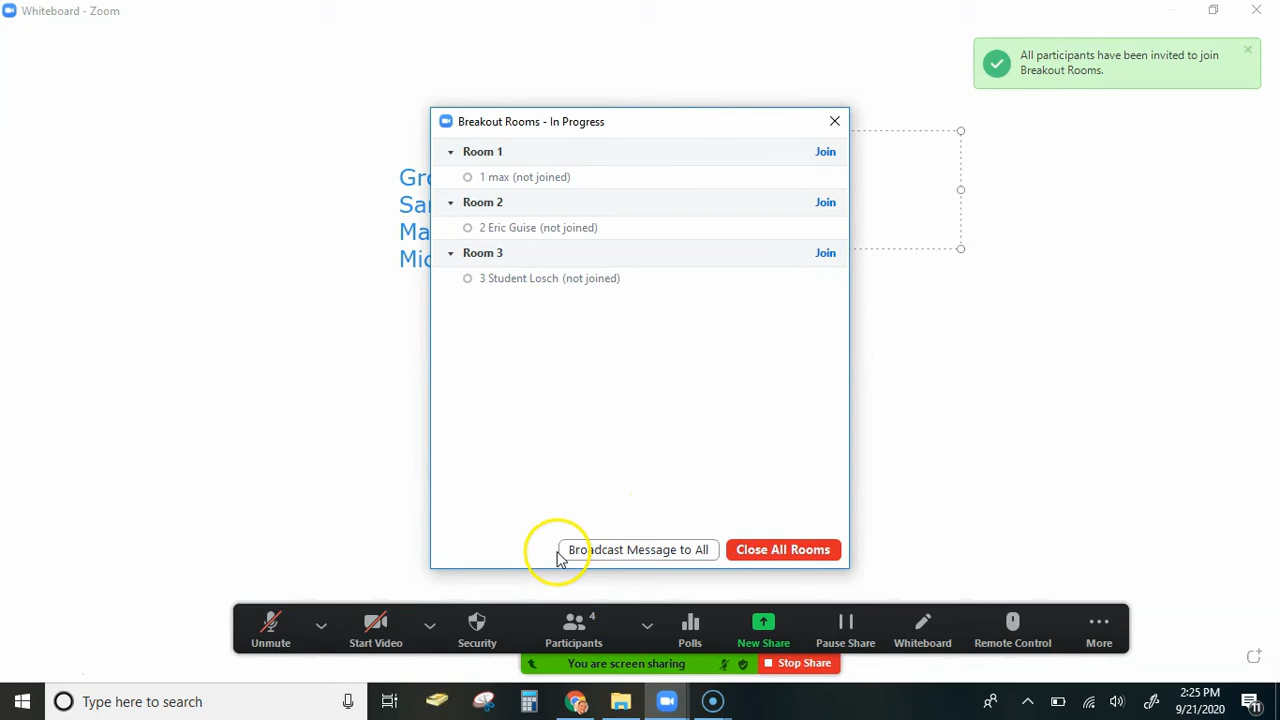 Whiteboard - Zoom
All participants have been invited to join
Breakout Rooms.
Breakout Rooms - In Progress
Room 1 Join
1 max (not joined)
Room 2 Join
2 Eric Guise (not joined)
Room 3 Join
3 Student Losch (not joined)
Broadcast Message to All Close All Rooms
4
Unmute Start Video Security Participants Polls New Share Pause Share Whiteboard Remote Control More
You are screen sharing Stop Share
Type here to search
2:25 PM
9/21/2020
11